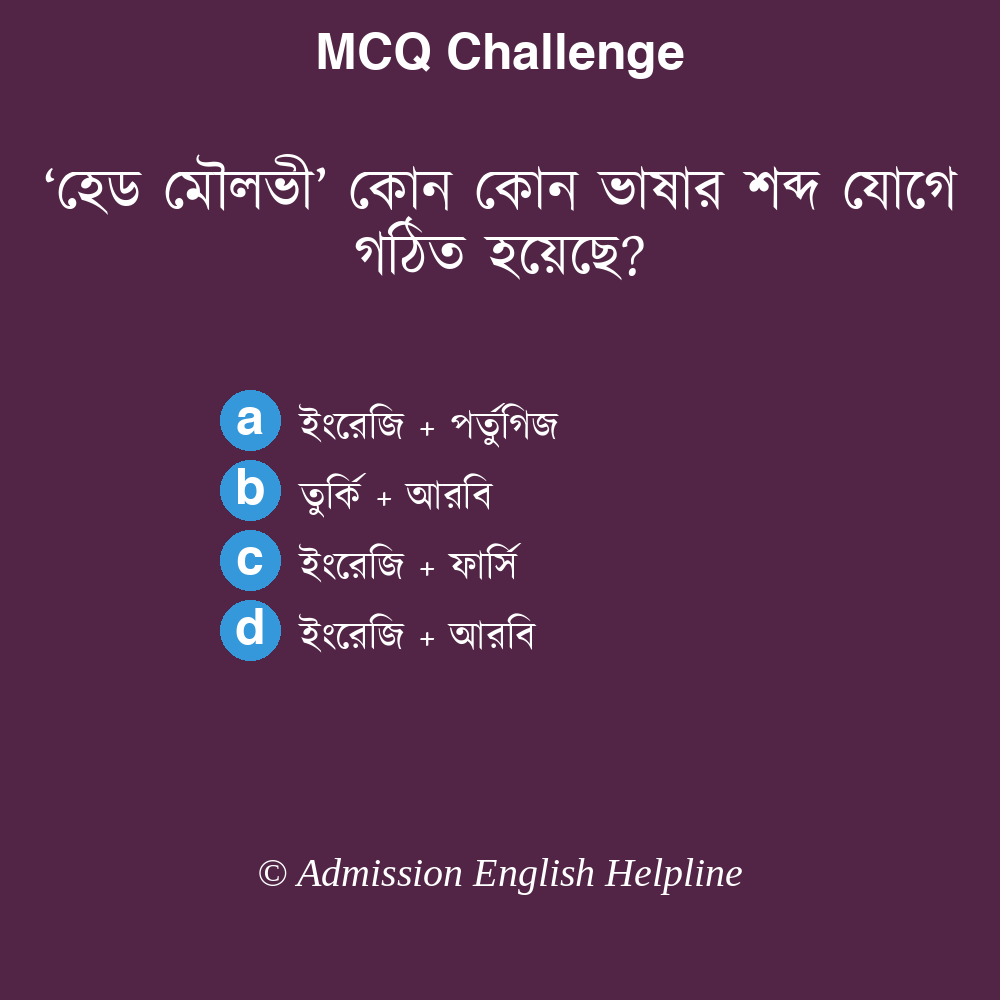 MCQ Challenge
‘হেড মৌলভী’ কোন কোন ভাষার শব্দ যোগে
গঠিত হয়েছে?
a ইংরেজি + পর্তুগিজ
b তুর্কি + আরবি
c ইংরেজি + ফার্সি
d ইংরেজি + আরবি
© Admission English Helpline